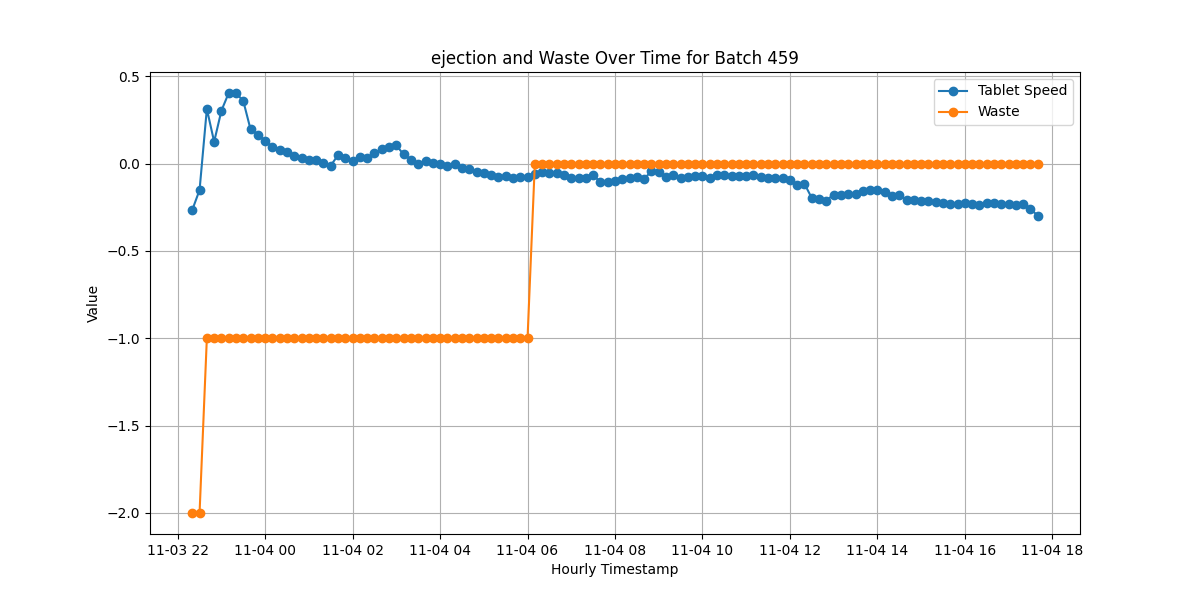 ejection and Waste Over Time for Batch 459
Tablet Speed
Waste
0.5
0.0
−0.5
−1.0
−1.5
−2.0
Value
11-03 22 11-04 00 11-04 02 11-04 04 11-04 06 11-04 08 11-04 10 11-04 12 11-04 14 11-04 16 11-04 18
Hourly Timestamp